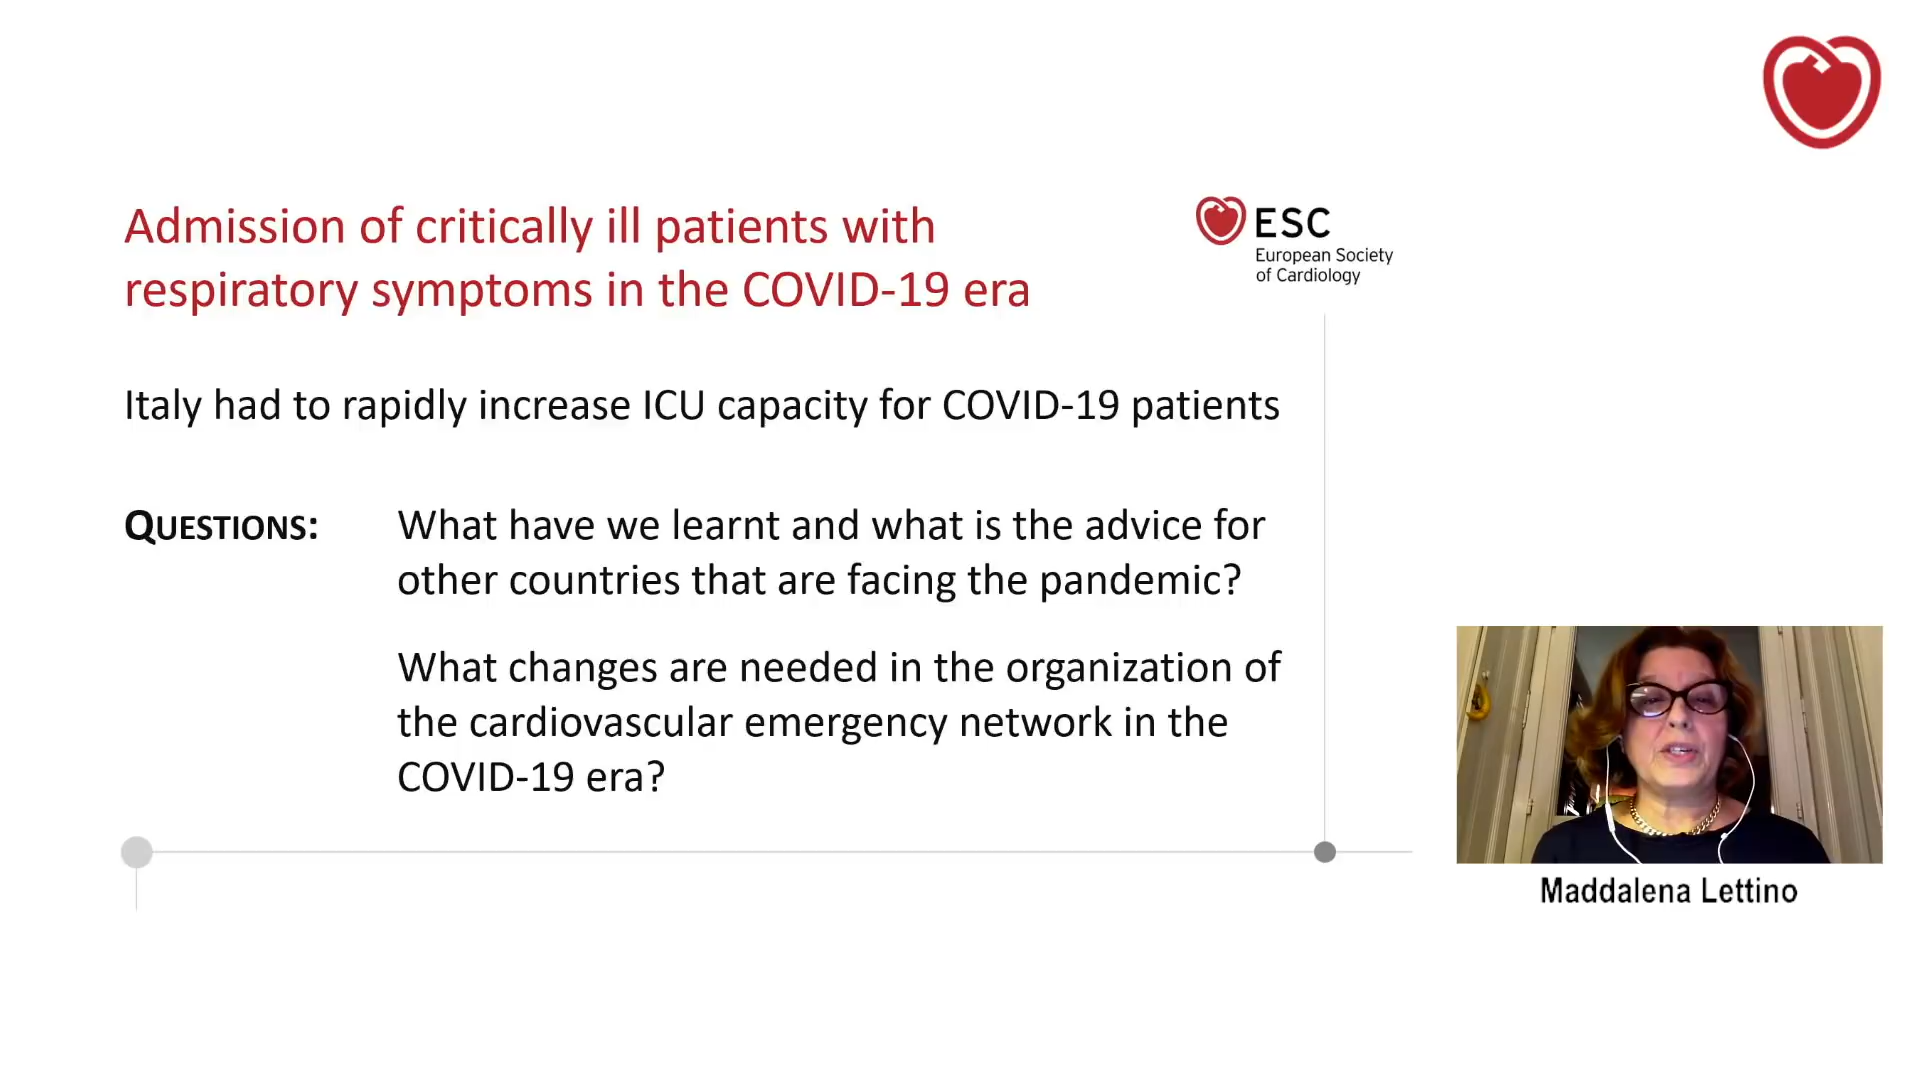 Admission of critically ill patients with
respiratory symptoms in the COVID-19 era
ESC
European Society
of Cardiology
Italy had to rapidly increase ICU capacity for COVID-19 patients
QUESTIONS:
What have we learnt and what is the advice for
other countries that are facing the pandemic?
What changes are needed in the organization of
the cardiovascular emergency network in the
COVID-19 era?
Maddalena Lettino